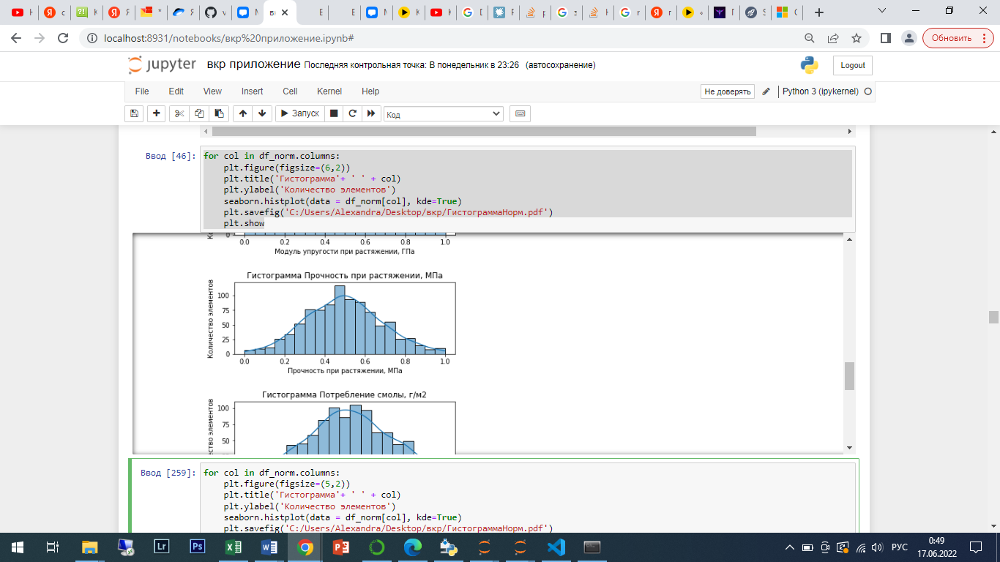 localhost:8931/notebooks/вкр%20приложение.ipynb#
Обновить
jupyter вкр приложение Последняя контрольная точка: В понедельник в 23:26 (автосохранение)
Logout
File Edit View Insert Cell Kernel Help
Не доверять
Python 3 (ipykernel)
Запуск
Код
Ввод [46]:
for col in df_norm.columns:
plt.figure(figsize=(6,2))
plt.title('Гистограмма'+ ' ' + col)
plt.ylabel('Количество элементов')
seaborn.histplot(data = df_norm[col], kde=True)
plt.savefig('C:/Users/Alexandra/Desktop/вкр/ГистограммаНорм.pdf')
plt.show
0
0.0 0.2 0.4 0.6 0.8 1.0
Модуль упругости при растяжении, ГПа
Гистограмма Прочность при растяжении, МПа
Количество элементов
100
75
50
25
0
0.0 0.2 0.4 0.6 0.8 1.0
Прочность при растяжении, МПа
Гистограмма Потребление смолы, г/м2
элементов
100
75
50
Ввод [259]:
for col in df_norm.columns:
plt.figure(figsize=(5,2))
plt.title('Гистограмма'+ ' ' + col)
plt.ylabel('Количество элементов')
seaborn.histplot(data = df_norm[col], kde=True)
plt.savefig('C:/Users/Alexandra/Desktop/вкр/ГистограммаНорм.pdf')
Lr
Ps
РУС
0:49
17.06.2022